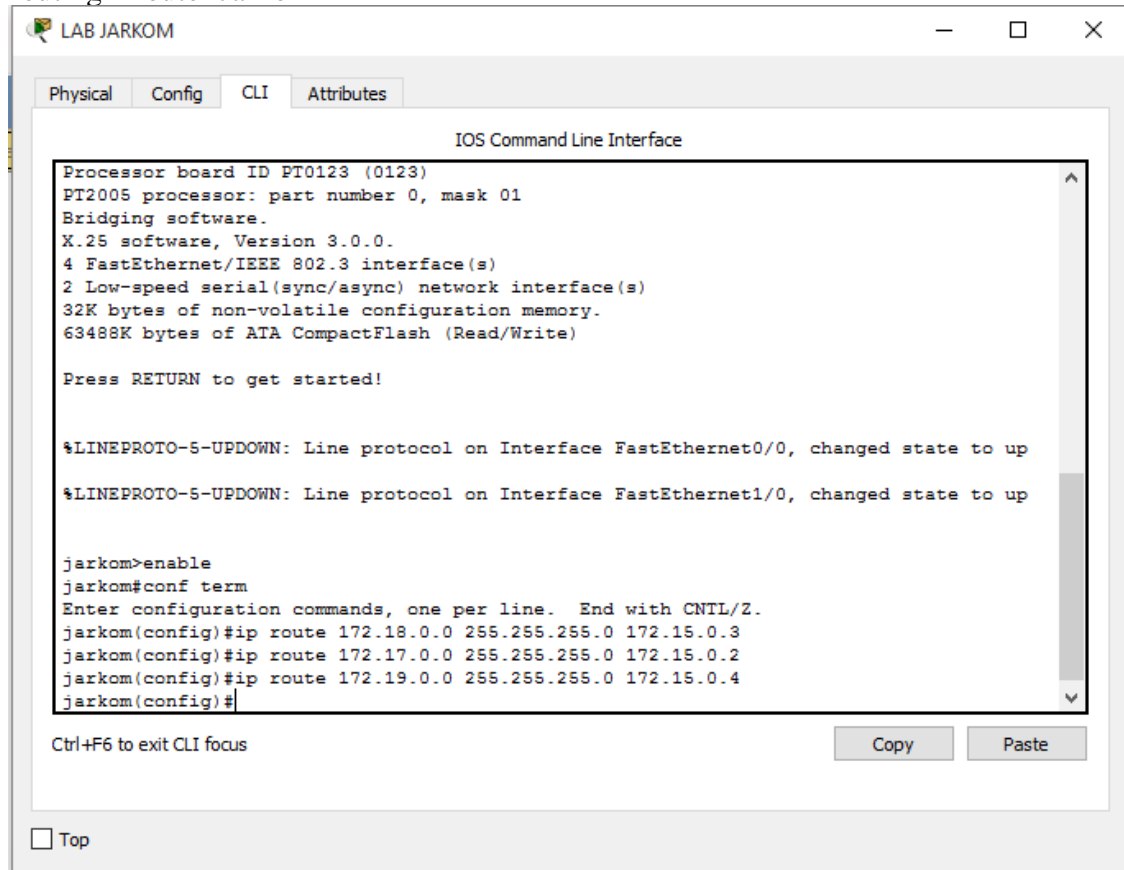 LAB JARKOM
Physical Config CLI Attributes
IOS Command Line Interface
Processor board ID PT0123 (0123)
PT2005 processor: part number 0, mask 01
Bridging software.
X.25 software, Version 3.0.0.
4 FastEthernet/IEEE 802.3 interface(s)
2 Low-speed serial(sync/async) network interface(s)
32K bytes of non-volatile configuration memory.
63488K bytes of ATA CompactFlash (Read/Write)
Press RETURN to get started!
%LINEPROTO-5-UPDOWN: Line protocol on Interface FastEthernet0/0, changed state to up
%LINEPROTO-5-UPDOWN: Line protocol on Interface FastEthernet1/0, changed state to up
jarkom>enable
jarkom#conf term
Enter configuration commands, one per line.  End with CNTL/Z.
jarkom(config)#ip route 172.18.0.0 255.255.255.0 172.15.0.3
jarkom(config)#ip route 172.17.0.0 255.255.255.0 172.15.0.2
jarkom(config)#ip route 172.19.0.0 255.255.255.0 172.15.0.4
jarkom(config)#
Ctrl+F6 to exit CLI focus
Copy Paste
Top